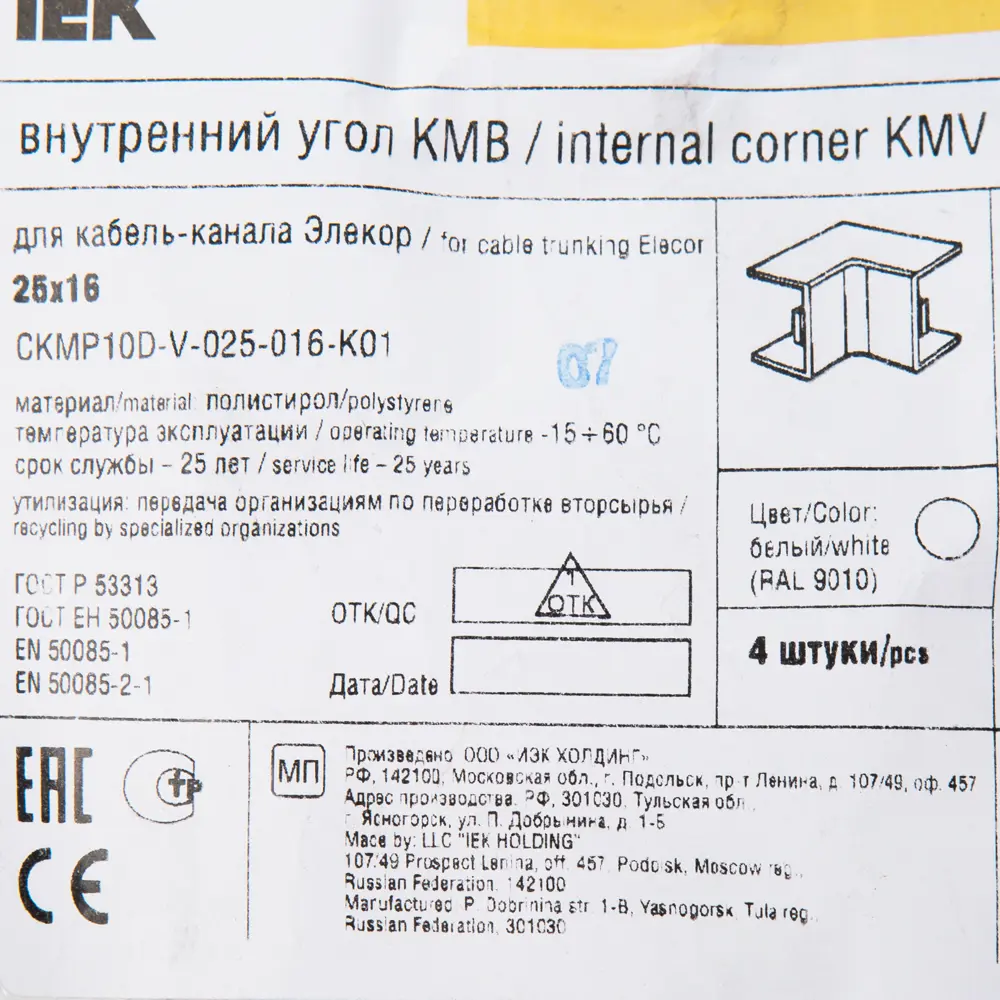 IEK
внутренний угол КМВ / internal corner KMV
для кабель-канала Элекор / for cable trunking Elecor
25х16
CKMP10D-V-025-016-K01
07
материал/material: полистирол/polystyrene
температура эксплуатации / operating temperature -15÷60 °C
срок службы – 25 лет / service life – 25 years
утилизация: передача организациям по переработке вторсырья /
recycling by specialized organizations
ГОСТ Р 53313
ГОСТ ЕН 50085-1
EN 50085-1
EN 50085-2-1
ОТК/QC
1
ОТК
Дата/Date
Цвет/Color:
белый/white
(RAL 9010)
4 штуки/pcs
EAC
тр
CE
МП
Произведено: ООО «ИЭК ХОЛДИНГ»
РФ, 142100, Московская обл., г. Подольск, пр-т Ленина, д. 107/49, оф. 457
Адрес производства: РФ, 301030, Тульская обл.,
г. Ясногорск, ул. П. Добрынина, д. 1-Б
Made by: LLC "IEK HOLDING"
107/49 Prospect Lenina, off. 457, Podolsk, Moscow reg.,
Russian Federation, 142100
Manufactured: P. Dobrinina str. 1-B, Yasnogorsk, Tula reg.,
Russian Federation, 301030